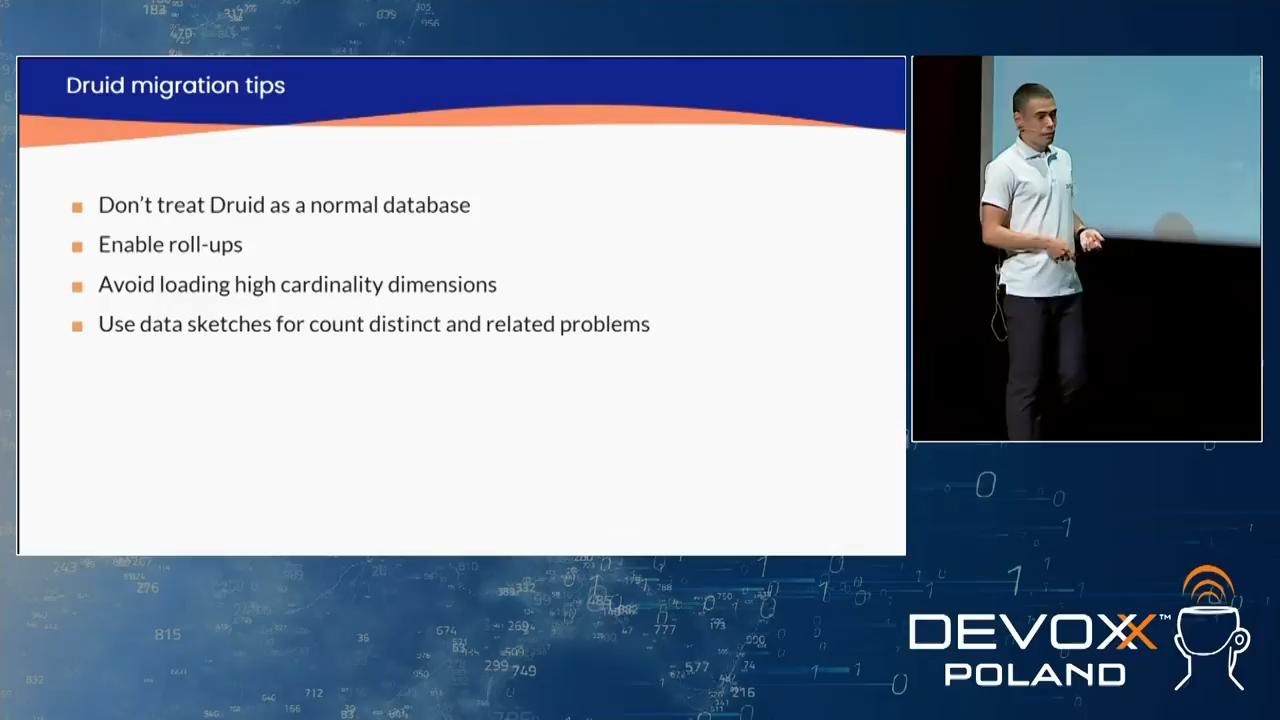 Druid migration tips
Don't treat Druid as a normal database
Enable roll-ups
Avoid loading high cardinality dimensions
Use data sketches for count distinct and related problems
DEVOXX™
POLAND